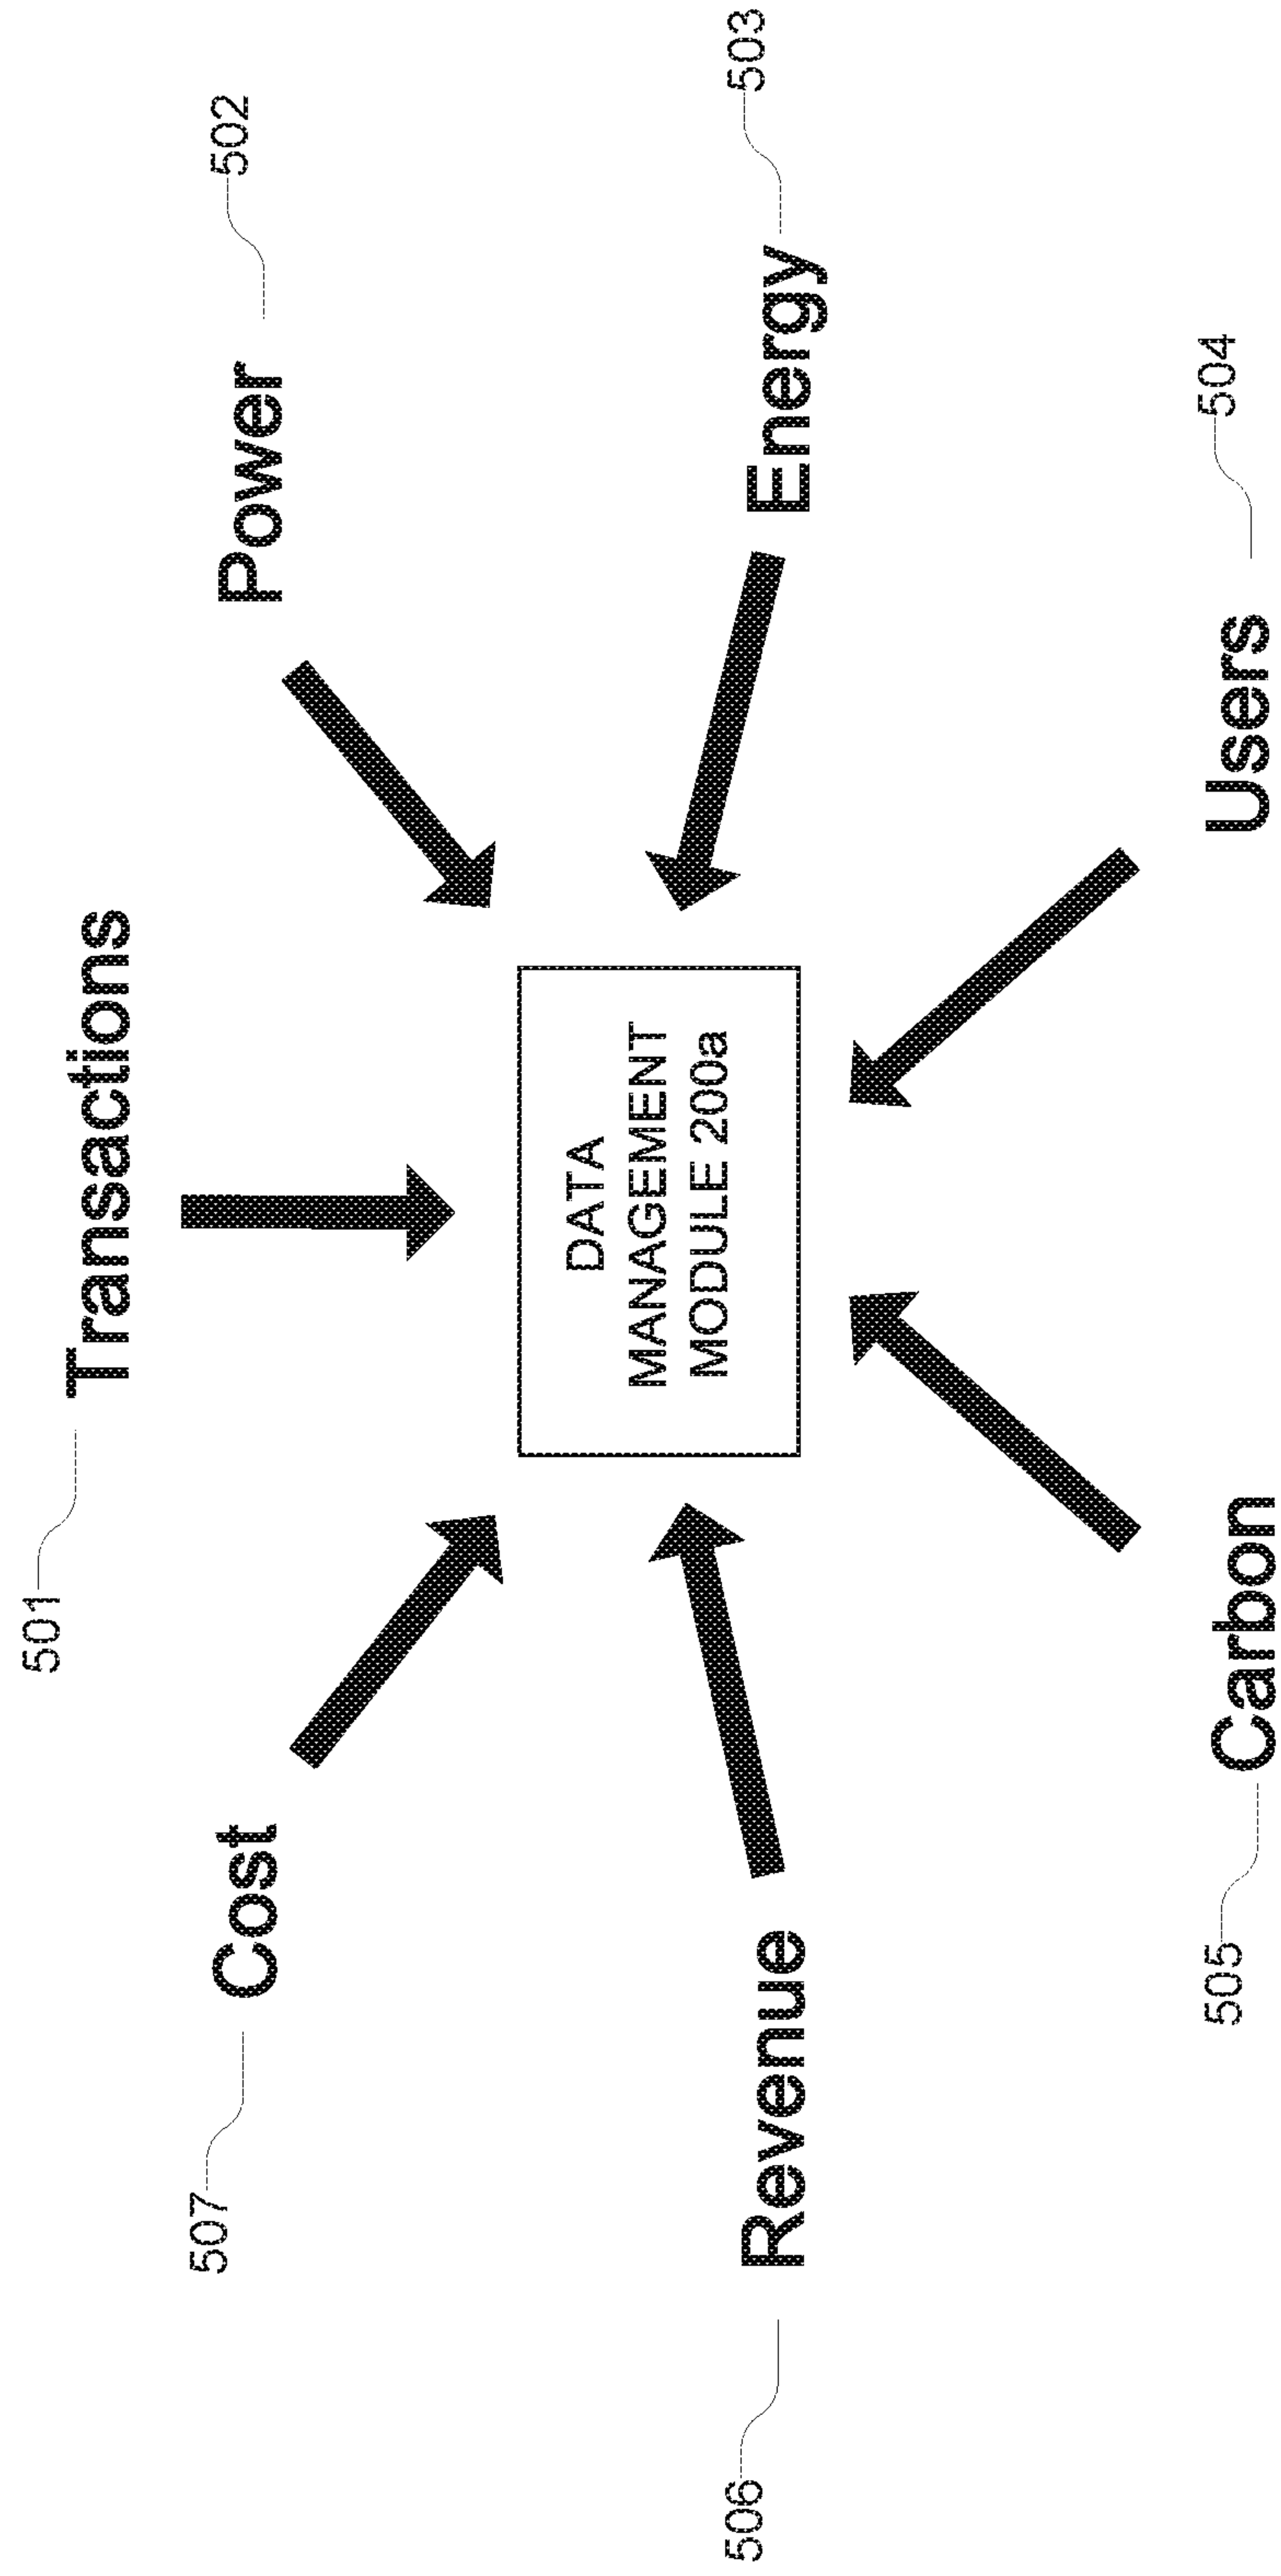 501
Transactions
502
Power
503
Energy
504
Users
505
Carbon
506
Revenue
507
Cost
DATA
MANAGEMENT
MODULE 200a